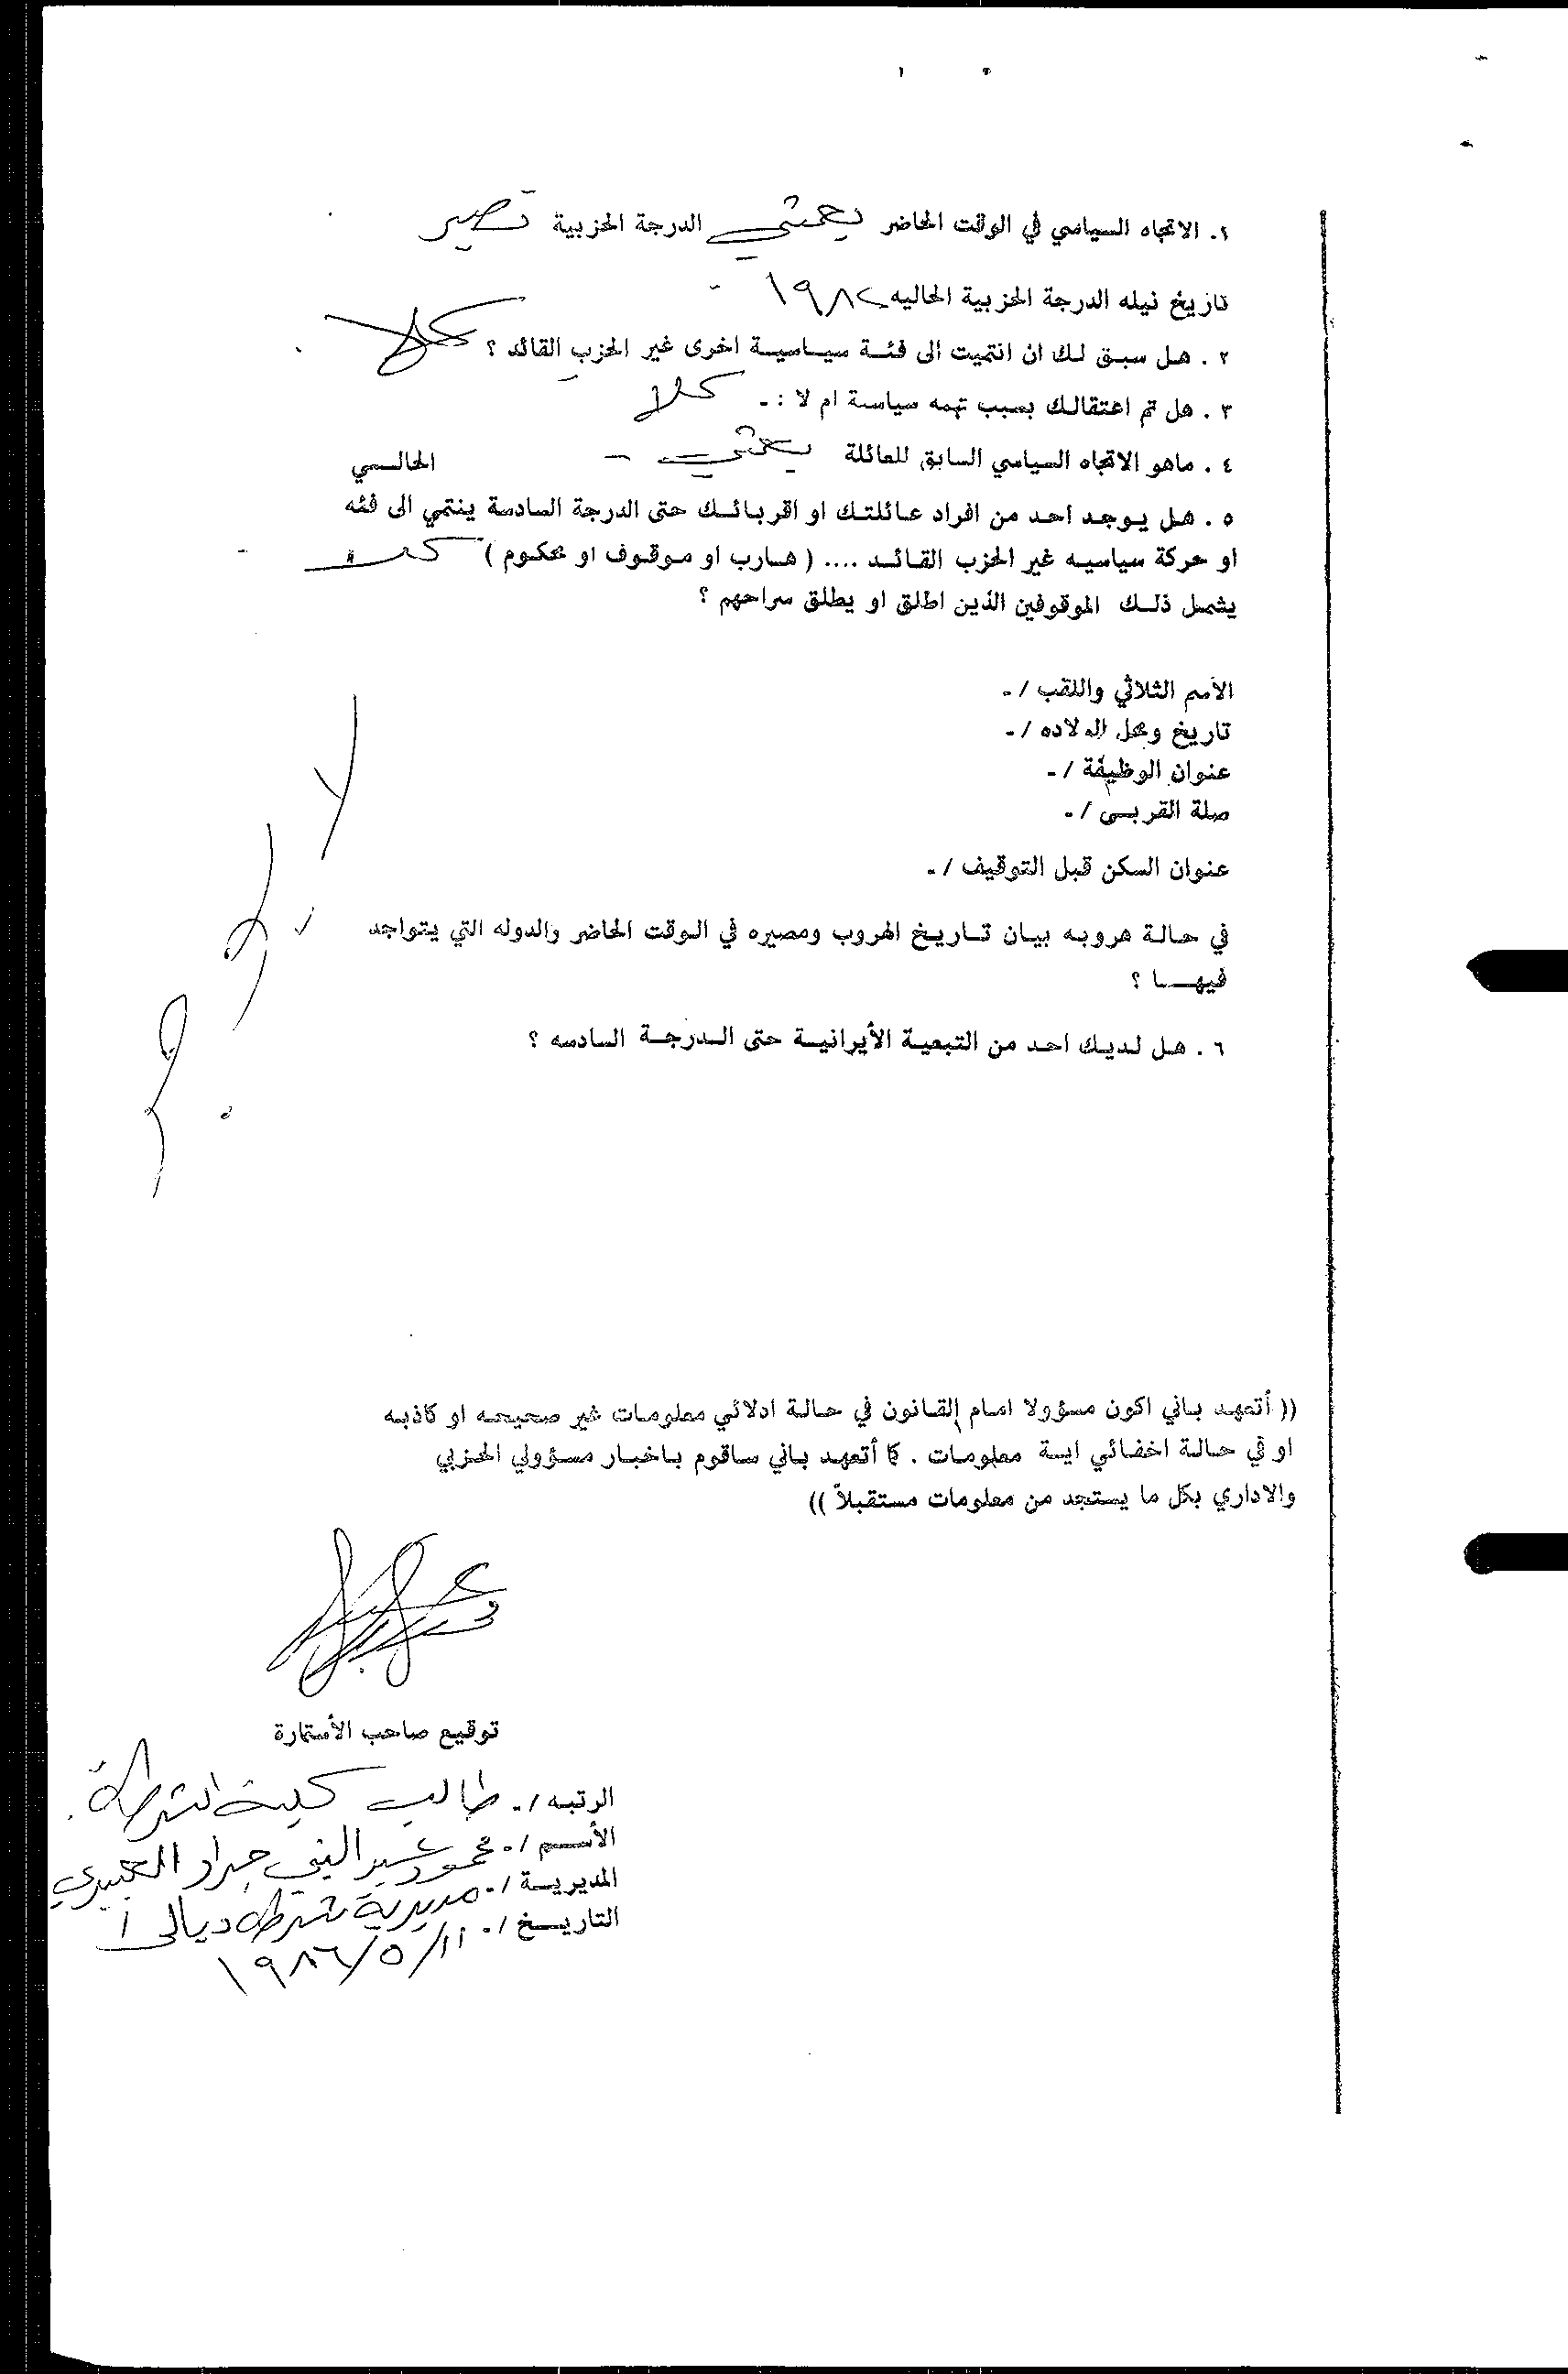 ١. الاتجاه السياسي في الوقت الحاضر بعثي الدرجة الحزبية نصير
تاريخ نيله الدرجة الحزبية الحاليه ١٩٨٢
٢. هل سبق لك ان انتميت الى فئة سياسية اخرى غير الحزب القائد ؟ كلا
٣. هل تم اعتقالك بسبب تهمه سياسة ام لا :ـ كلا
٤. ماهو الاتجاه السياسي السابق للعائلة بعثي الحالي
٥. هل يوجد احد من افراد عائلتك او اقربائك حتى الدرجة السادسة ينتمي الى فئه
او حركة سياسيه غير الحزب القائد .... ( هارب او موقوف او محكوم )
يشمل ذلك الموقوفين الذين اطلق او يطلق سراحهم ؟
الأسم الثلاثي واللقب /ـ
تاريخ ومحل الولاده /ـ
عنوان الوظيفة /ـ
صلة القربى /ـ
عنوان السكن قبل التوقيف /ـ
في حالة هروبه بيان تاريخ الهروب ومصيره في الوقت الحاضر والدوله التي يتواجد
فيها ؟
٦. هل لديك احد من التبعية الأيرانية حتى الدرجة السادسه ؟
(( أتعهد باني اكون مسؤولا امام القانون في حالة ادلائي معلومات غير صحيحه او كاذبه
او في حالة اخفائي اية معلومات . كما أتعهد باني ساقوم باخبار مسؤولي الحزبي
والاداري بكل ما يستجد من معلومات مستقبلاً ))
توقيع صاحب الأستمارة
الرتبه /ـ طالب كلية الشرطة
الأسم /ـ محمود عبد النبي جراد العبيدي
المديرية /ـ مديرية شرطة ديالى
التاريخ /ـ ١١/٥/١٩٨٦